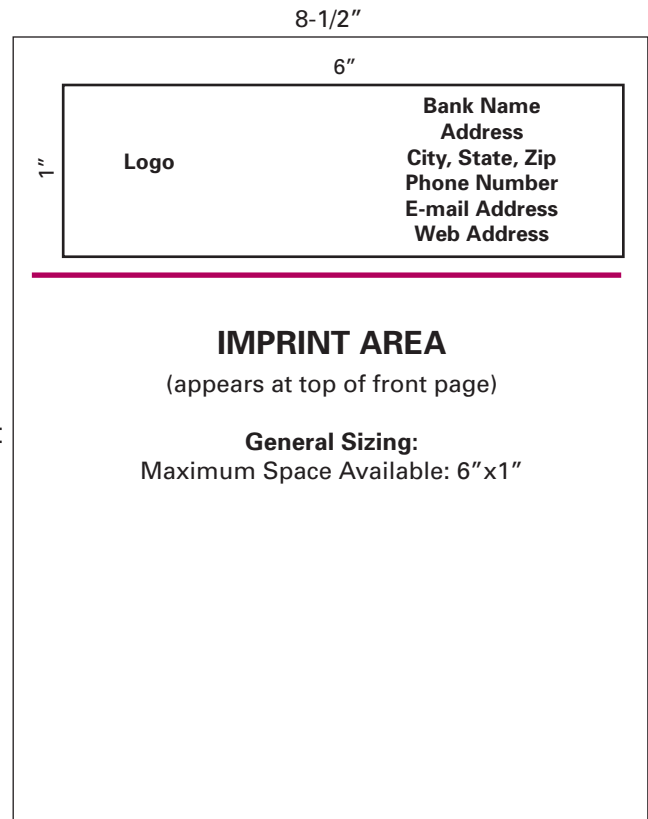 8-1/2″
6″
1″
Logo
Bank Name
Address
City, State, Zip
Phone Number
E-mail Address
Web Address
IMPRINT AREA
(appears at top of front page)
General Sizing:
Maximum Space Available: 6″x1″